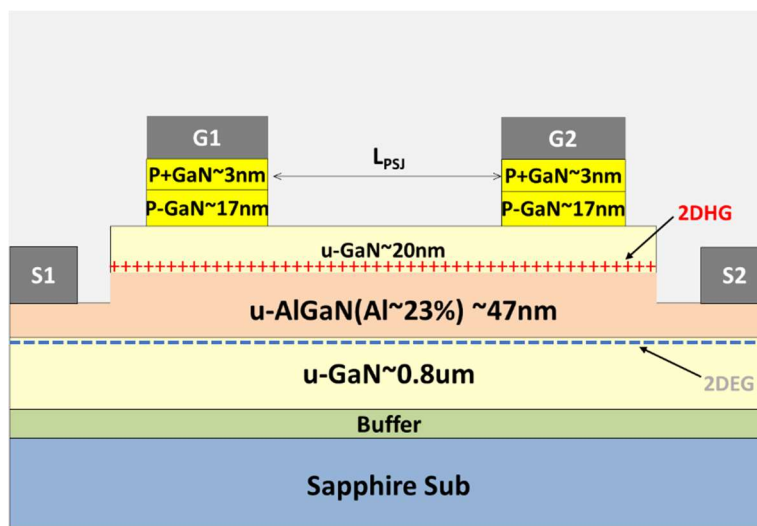 G1
G2
L_PSJ
P+GaN~3nm
P+GaN~3nm
P-GaN~17nm
P-GaN~17nm
2DHG
u-GaN~20nm
S1
S2
u-AlGaN(Al~23%) ~47nm
u-GaN~0.8um
2DEG
Buffer
Sapphire Sub